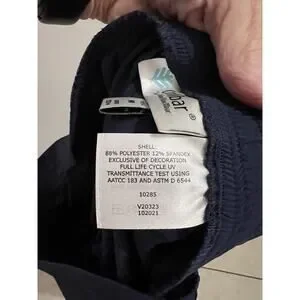 bar
®
SHELL
88% POLYESTER 12% SPANDEX
EXCLUSIVE OF DECORATION
FULL LIFE CYCLE UV
TRANSMITTANCE TEST USING
AATCC 183 AND ASTM D 6544
10285
V20323
102021